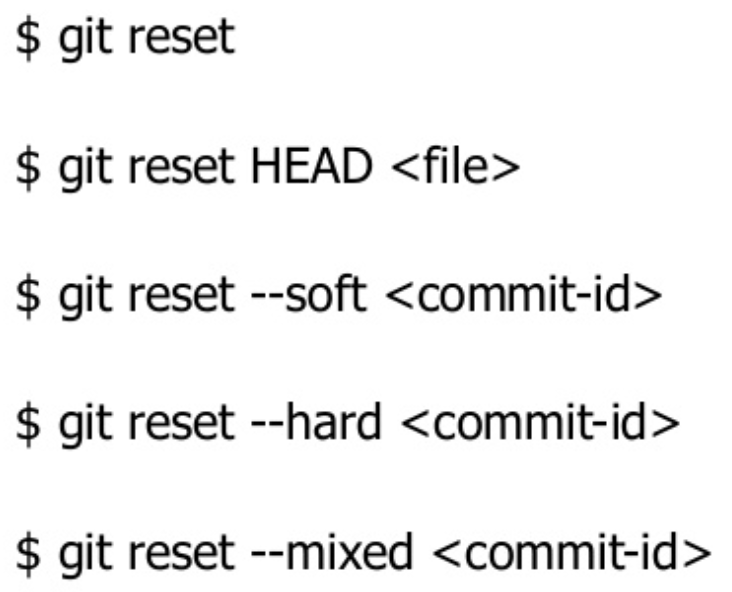 $ git reset
$ git reset HEAD <file>
$ git reset --soft <commit-id>
$ git reset --hard <commit-id>
$ git reset --mixed <commit-id>